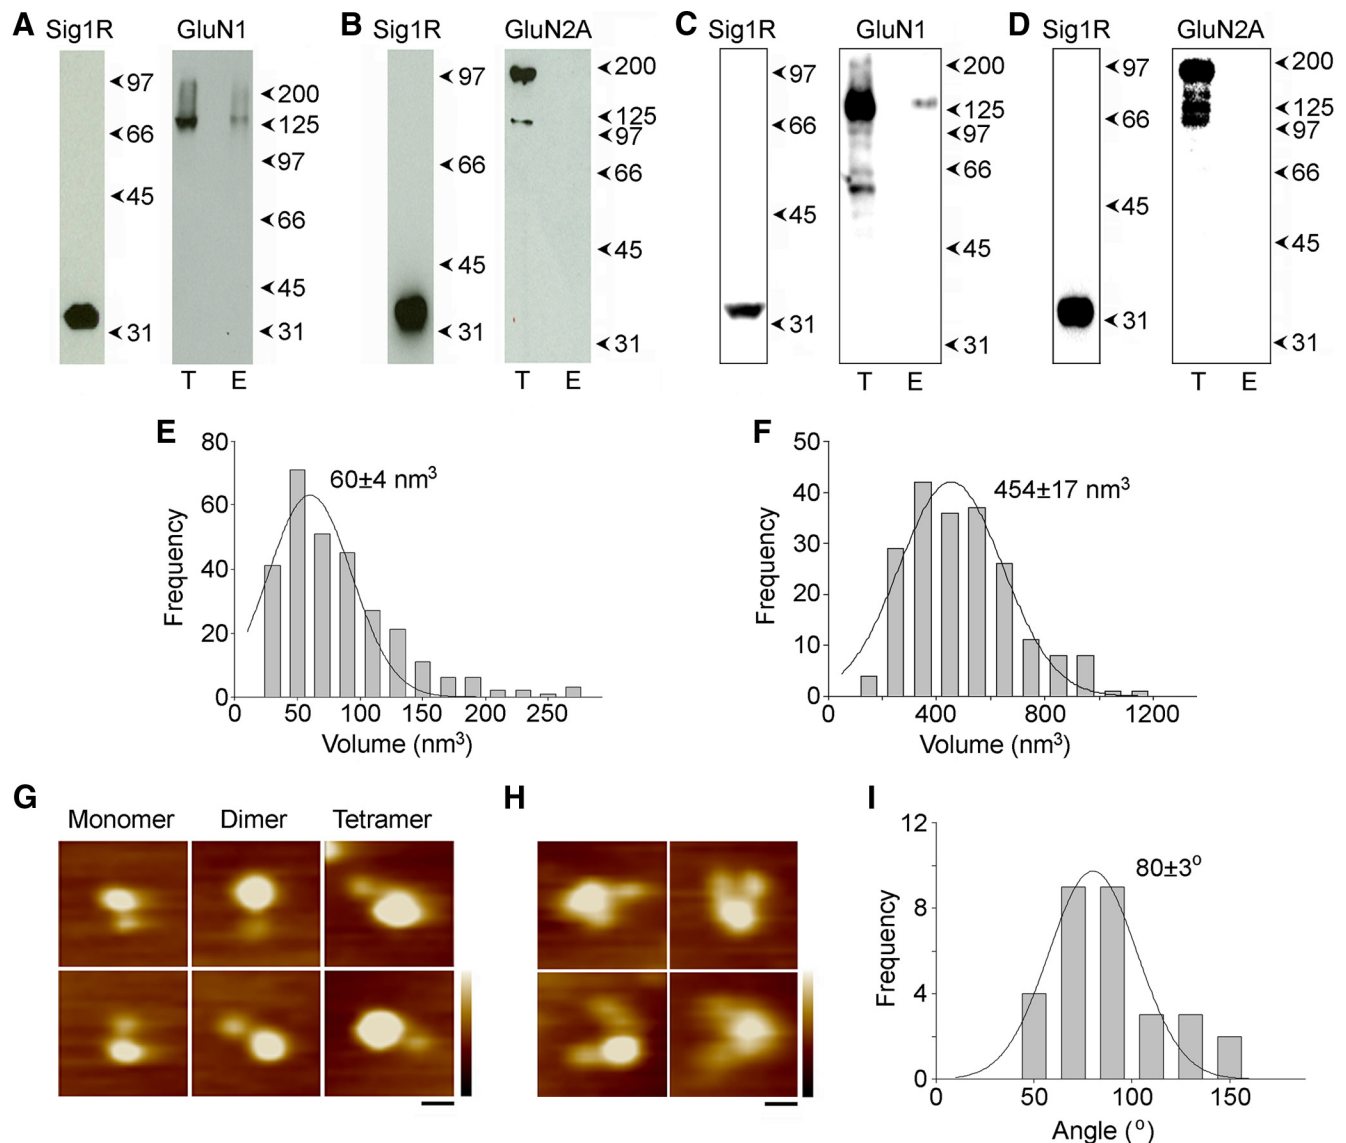 A Sig1R GluN1
97
66
45
31
200
125
97
66
45
31
T E
B Sig1R GluN2A
97
66
45
31
200
125
97
66
45
31
T E
C Sig1R GluN1
97
66
45
31
200
125
97
66
45
31
T E
D Sig1R GluN2A
97
66
45
31
200
125
97
66
45
31
T E
E
60±4 nm³
Frequency
80
60
40
20
0
0 50 100 150 200 250
Volume (nm³)
F
454±17 nm³
Frequency
50
40
30
20
10
0
0 400 800 1200
Volume (nm³)
G
Monomer Dimer Tetramer
H
I
80±3°
Frequency
12
8
4
0
0 50 100 150
Angle (°)